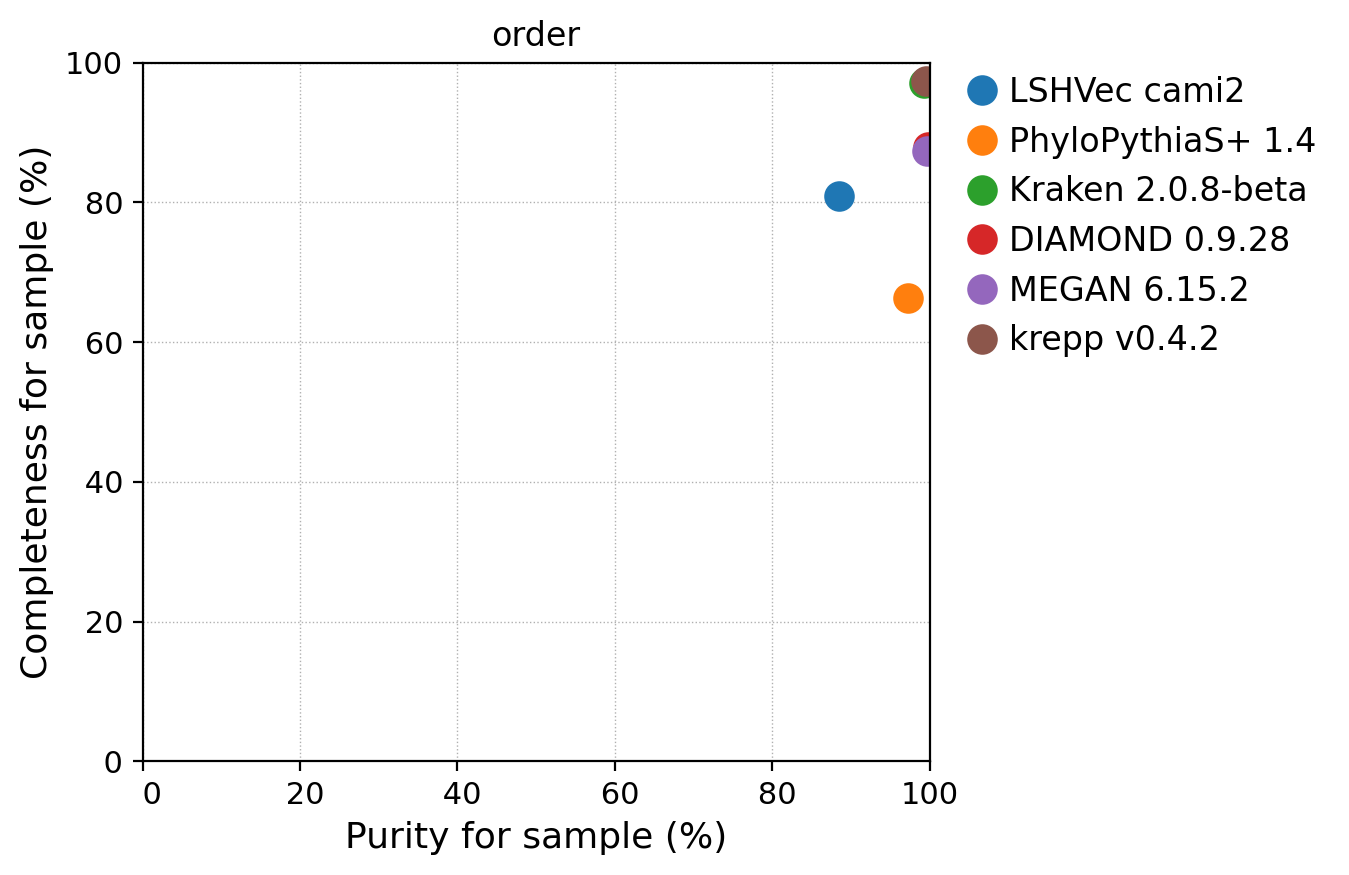 order
Completeness for sample (%)
100
80
60
40
20
0
0 20 40 60 80 100
Purity for sample (%)
LSHVec cami2
PhyloPythiaS+ 1.4
Kraken 2.0.8-beta
DIAMOND 0.9.28
MEGAN 6.15.2
krepp v0.4.2